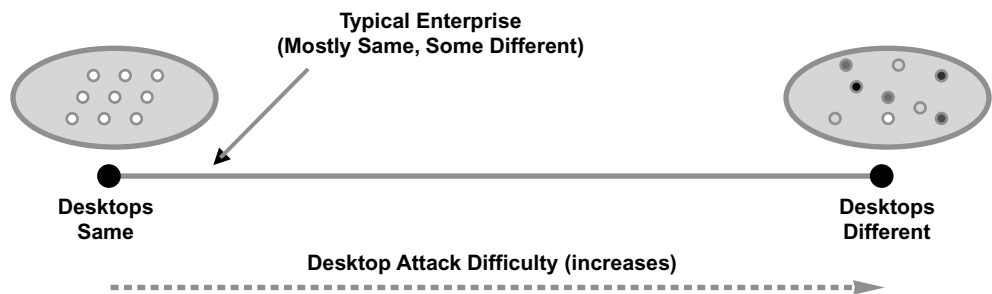 Typical Enterprise
(Mostly Same, Some Different)
Desktops
Same
Desktops
Different
Desktop Attack Difficulty (increases)